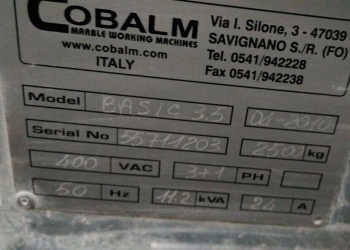 COBALM
MARBLE WORKING MACHINES
www.cobalm.com
ITALY
Via I. Silone, 3 - 47039
SAVIGNANO S./R. (FO)
Tel. 0541/942228
Fax 0541/942238
Model BASIC 3.5 01-2010
Serial No 55711203 2500 kg
400 VAC 3+1 PH
50 Hz 11.2 kVA 24 A